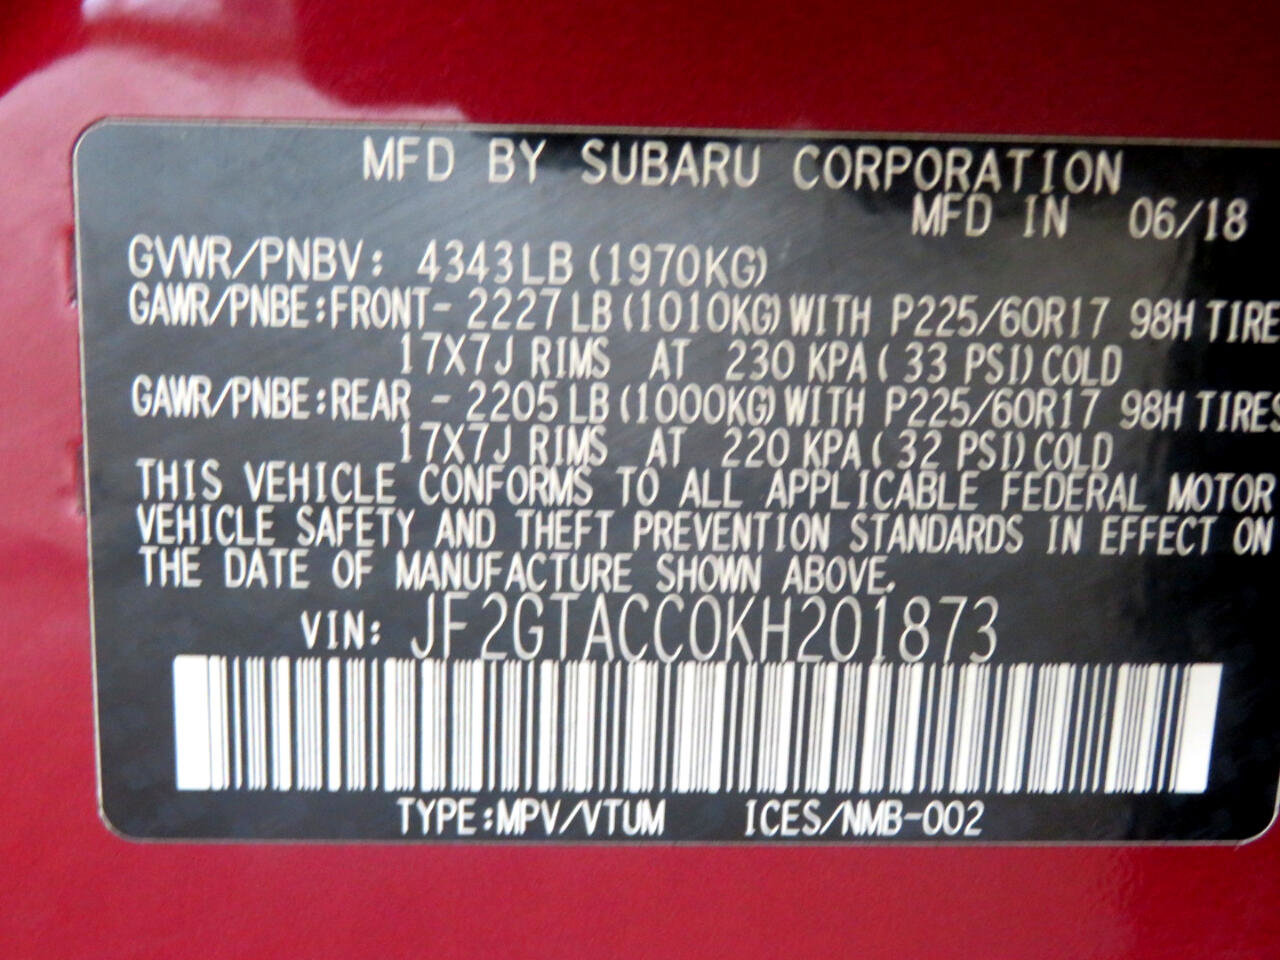 MFD BY SUBARU CORPORATION
MFD IN 06/18
GVWR/PNBV: 4343LB (1970KG)
GAWR/PNBE:FRONT- 2227LB(1010KG)WITH P225/60R17 98H TIRE
17X7J RIMS AT 230 KPA( 33 PSI)COLD
GAWR/PNBE:REAR - 2205LB(1000KG)WITH P225/60R17 98H TIRES
17X7J RIMS AT 220 KPA( 32 PSI)COLD
THIS VEHICLE CONFORMS TO ALL APPLICABLE FEDERAL MOTOR
VEHICLE SAFETY AND THEFT PREVENTION STANDARDS IN EFFECT ON
THE DATE OF MANUFACTURE SHOWN ABOVE.
VIN: JF2GTACC0KH201873
TYPE:MPV/VTUM ICES/NMB-002